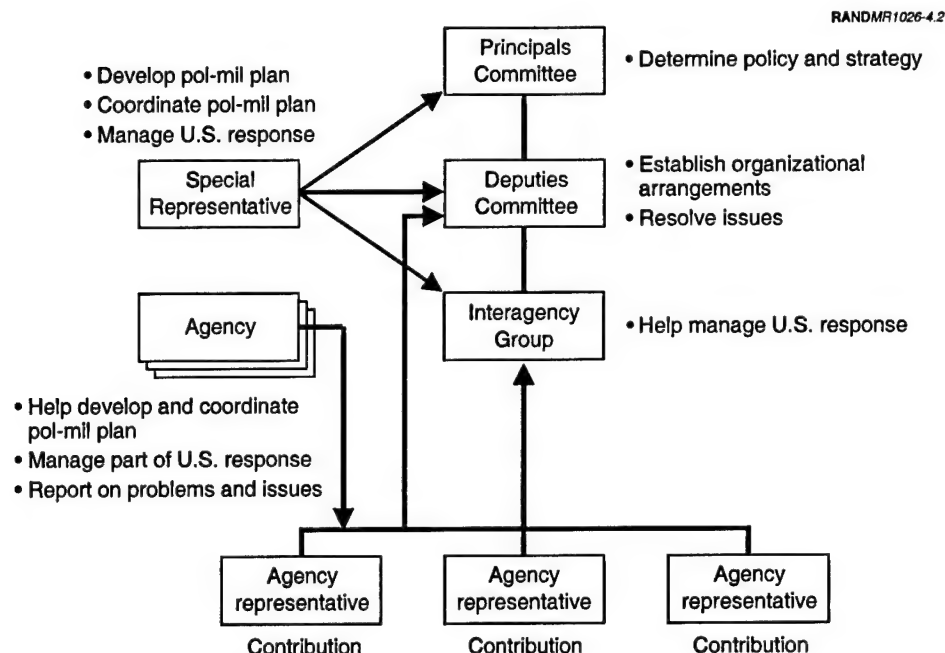 RANDMR1026-4.2
Principals
Committee
• Determine policy and strategy
• Develop pol-mil plan
• Coordinate pol-mil plan
• Manage U.S. response
Special
Representative
Deputies
Committee
• Establish organizational
arrangements
• Resolve issues
Agency
Interagency
Group
• Help manage U.S. response
• Help develop and coordinate
pol-mil plan
• Manage part of U.S. response
• Report on problems and issues
Agency
representative
Contribution
Agency
representative
Contribution
Agency
representative
Contribution